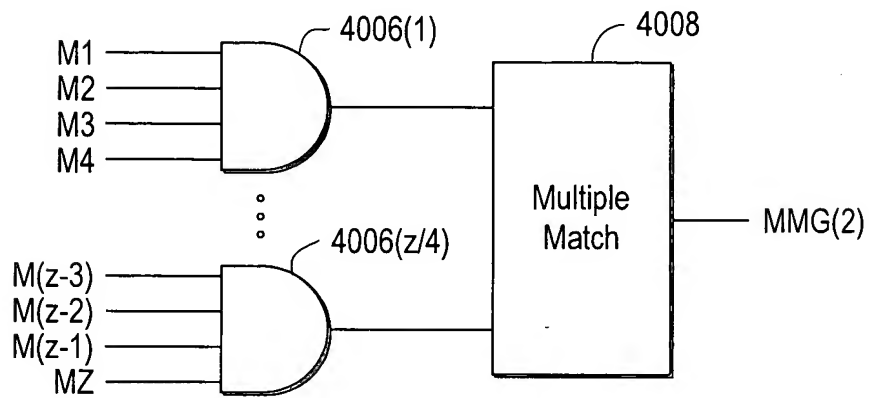 4006(1)
4008
M1
M2
M3
M4
Multiple
Match
MMG(2)
4006(z/4)
M(z-3)
M(z-2)
M(z-1)
MZ